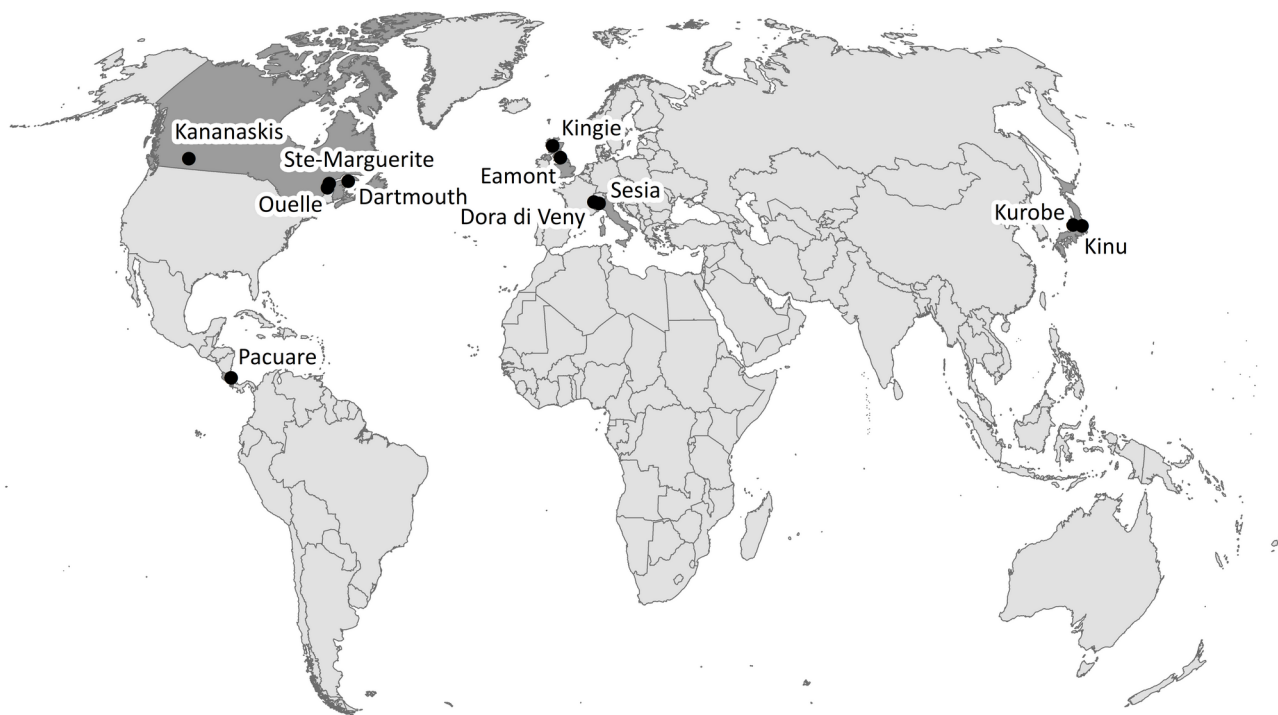 Kananaskis
Kingie
Ste-Marguerite
Eamont
Dartmouth
Ouelle
Sesia
Dora di Veny
Kurobe
Kinu
Pacuare